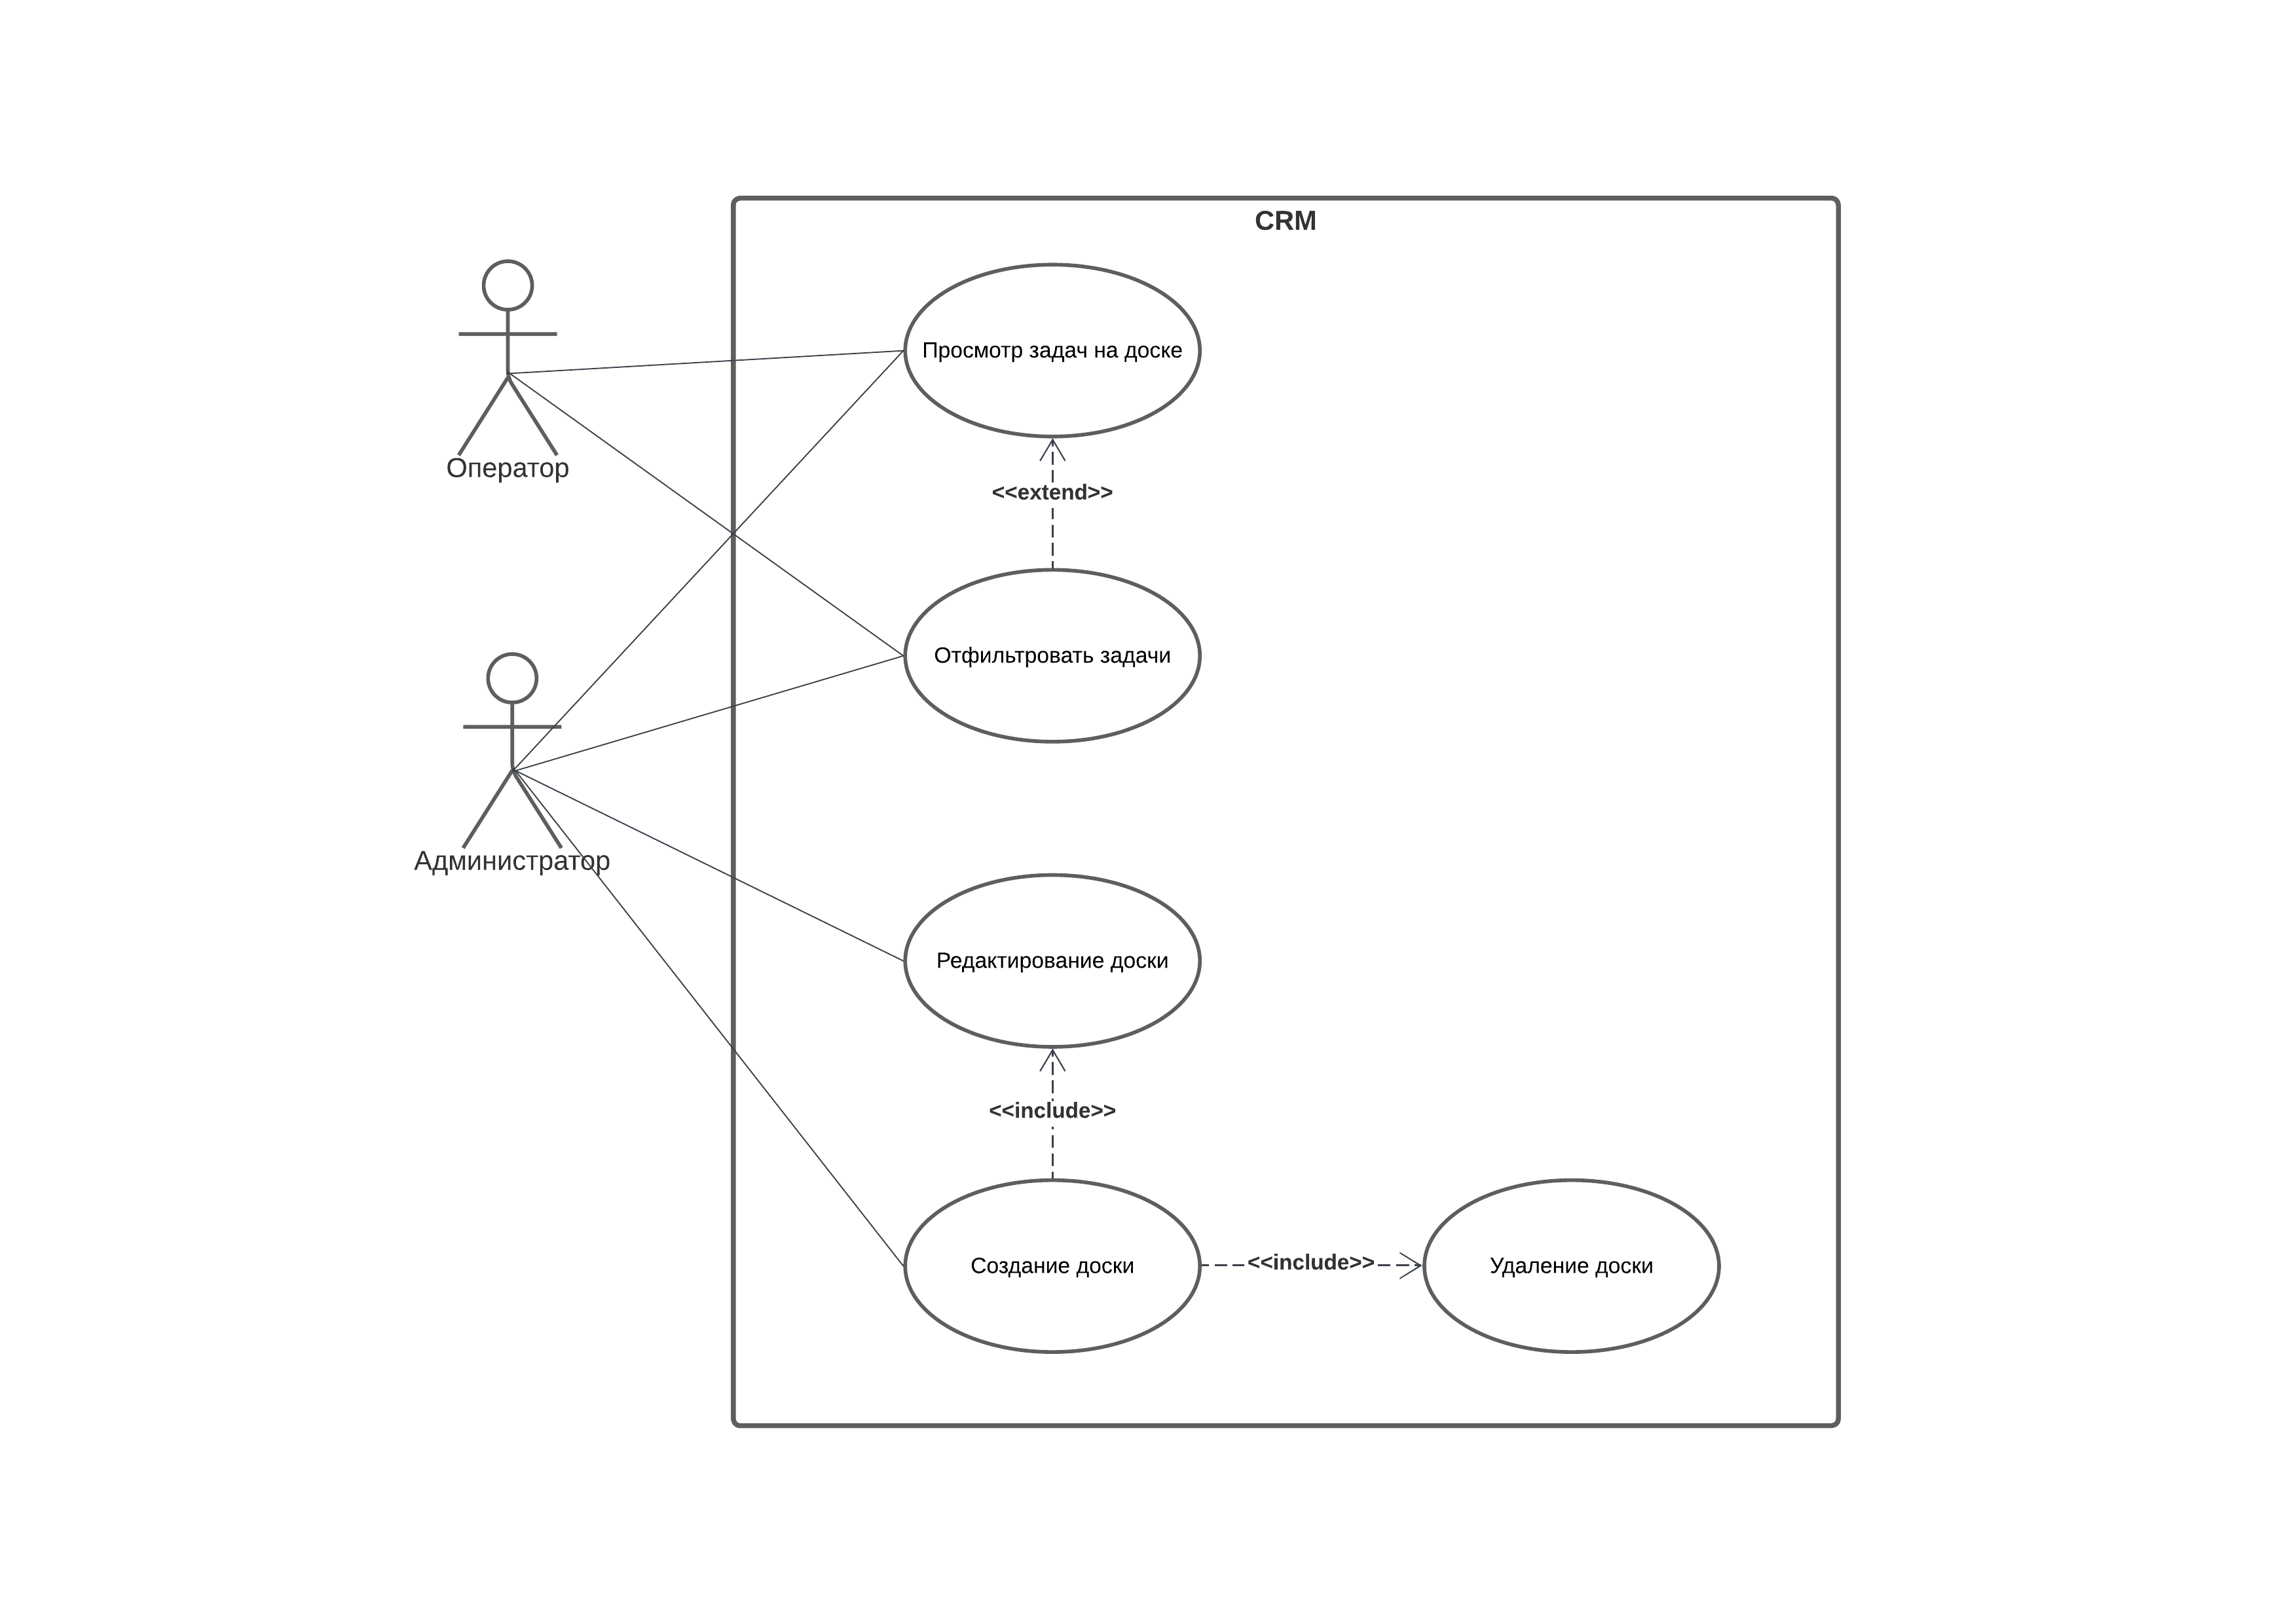 CRM
Просмотр задач на доске
Оператор
<<extend>>
Отфильтровать задачи
Администратор
Редактирование доски
<<include>>
Создание доски
<<include>>
Удаление доски